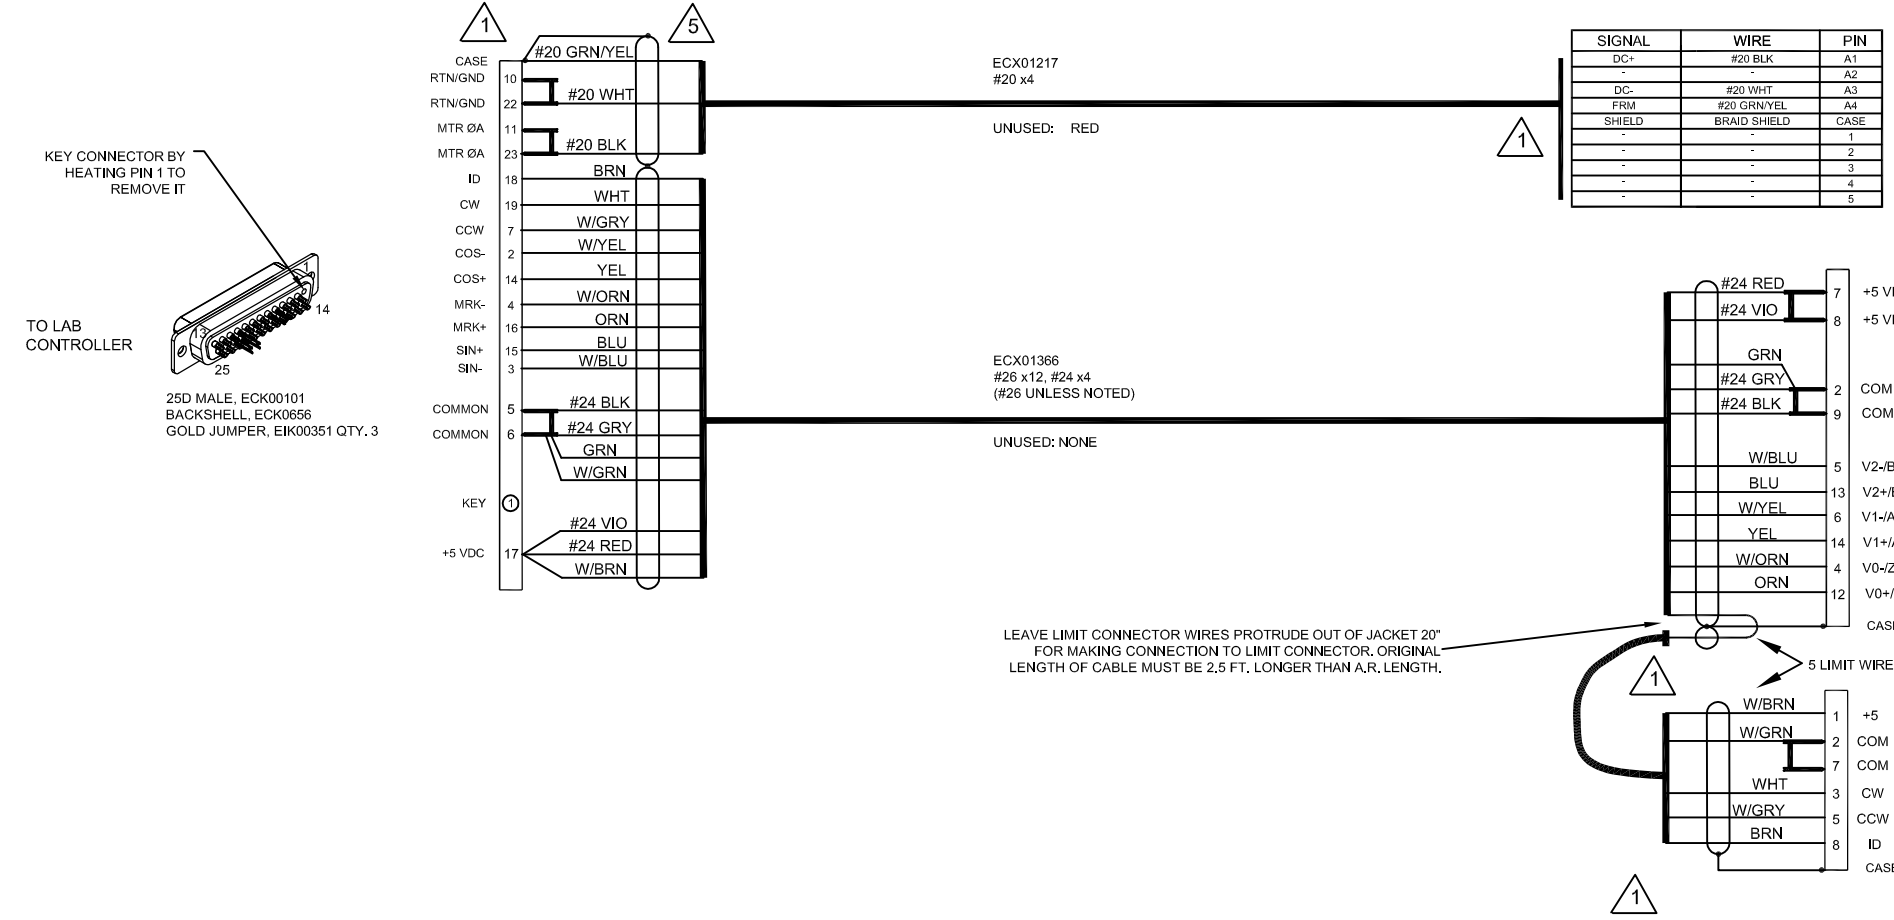 1
5
CASE #20 GRN/YEL
RTN/GND 10
RTN/GND 22 #20 WHT
MTR ØA 11
MTR ØA 23 #20 BLK
ID 18 BRN
CW 19 WHT
CCW 7 W/GRY
COS- 2 W/YEL
COS+ 14 YEL
MRK- 4 W/ORN
MRK+ 16 ORN
SIN+ 15 BLU
SIN- 3 W/BLU
COMMON 5 #24 BLK
COMMON 6 #24 GRY
GRN
W/GRN
KEY 1
#24 VIO
+5 VDC 17 #24 RED
W/BRN
KEY CONNECTOR BY
HEATING PIN 1 TO
REMOVE IT
1
14
13
25
TO LAB
CONTROLLER
25D MALE, ECK00101
BACKSHELL, ECK0656
GOLD JUMPER, EIK00351 QTY. 3
ECX01217
#20 x4
UNUSED: RED
1
SIGNAL WIRE PIN
DC+ #20 BLK A1
- - A2
DC- #20 WHT A3
FRM #20 GRN/YEL A4
SHIELD BRAID SHIELD CASE
- - 1
- - 2
- - 3
- - 4
- - 5
ECX01366
#26 x12, #24 x4
(#26 UNLESS NOTED)
UNUSED: NONE
#24 RED 7 +5 V
#24 VIO 8 +5 V
GRN
#24 GRY 2 COM
#24 BLK 9 COM
W/BLU 5 V2-/B
BLU 13 V2+/
W/YEL 6 V1-/A
YEL 14 V1+/
W/ORN 4 V0-/Z
ORN 12 V0+/
CASE
LEAVE LIMIT CONNECTOR WIRES PROTRUDE OUT OF JACKET 20"
FOR MAKING CONNECTION TO LIMIT CONNECTOR. ORIGINAL
LENGTH OF CABLE MUST BE 2.5 FT. LONGER THAN A.R. LENGTH.
1
5 LIMIT WIRE
W/BRN 1 +5
W/GRN 2 COM
7 COM
WHT 3 CW
W/GRY 5 CCW
BRN 8 ID
CASE
1